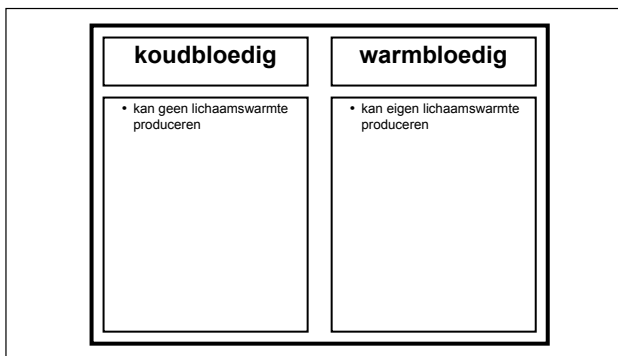 koudbloedig
• kan geen lichaamswarmte
produceren
warmbloedig
• kan eigen lichaamswarmte
produceren